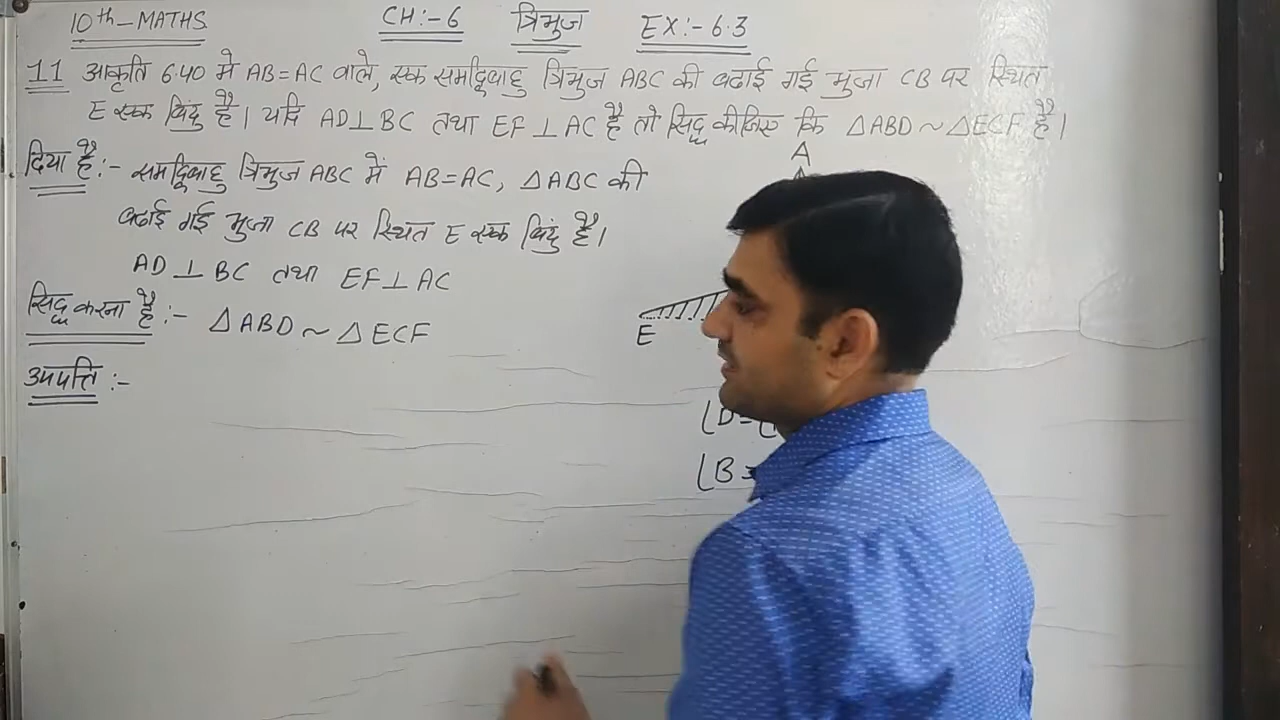 10th-MATHS CH:-6 त्रिभुज EX:-6.3
11 आकृति 6.40 में AB=AC वाले, एक समद्विबाहु त्रिभुज ABC की बढाई गई भुजा CB पर स्थित
E एक बिंदु है। यदि AD⊥BC तथा EF⊥AC है तो सिद्ध कीजिए कि △ABD~△ECF है।
दिया है:- समद्विबाहु त्रिभुज ABC में AB=AC, △ABC की
बढाई गई भुजा CB पर स्थित E एक बिंदु है।
AD⊥BC तथा EF⊥AC
सिद्ध करना है:- △ABD~△ECF
उपपत्ति:-
A
E
∠D=∠
∠B=